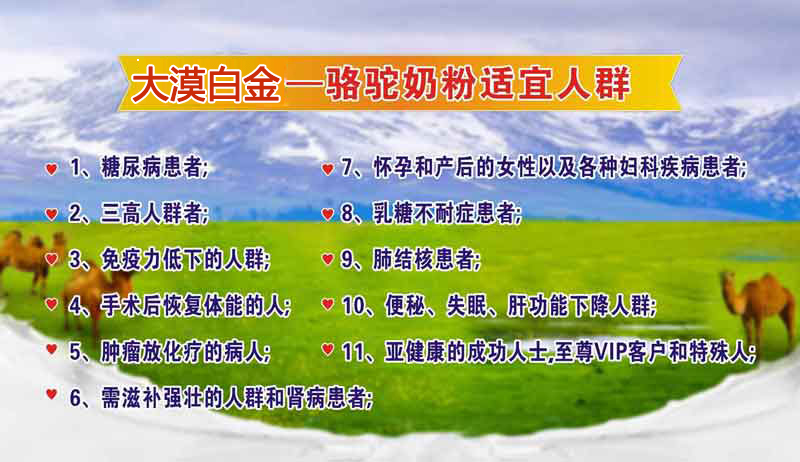 大漠白金—骆驼奶粉适宜人群
1、糖尿病患者;
2、三高人群者;
3、免疫力低下的人群;
4、手术后恢复体能的人;
5、肿瘤放化疗的病人;
6、需滋补强壮的人群和肾病患者;
7、怀孕和产后的女性以及各种妇科疾病患者;
8、乳糖不耐症患者;
9、肺结核患者;
10、便秘、失眠、肝功能下降人群;
11、亚健康的成功人士,至尊VIP客户和特殊人;